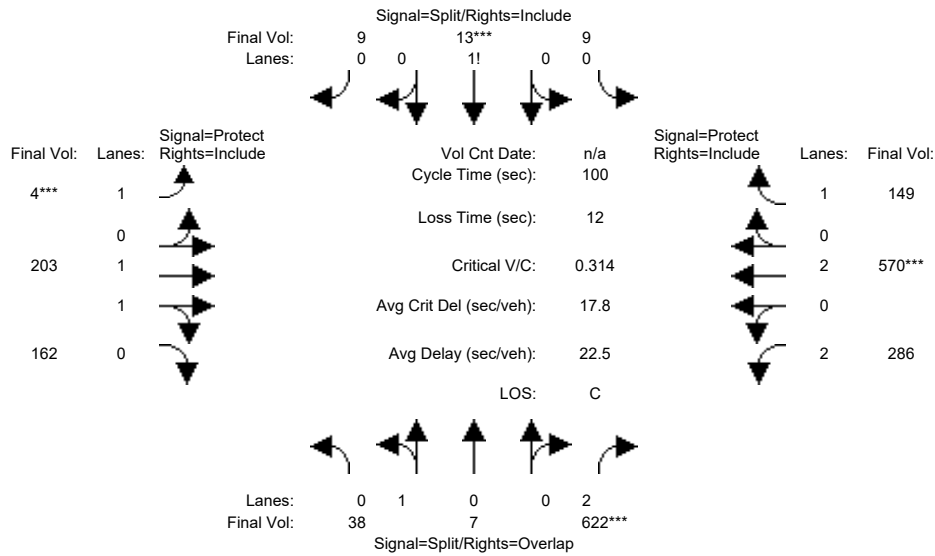 Signal=Split/Rights=Include
Final Vol: 9 13*** 9
Lanes: 0 0 1! 0 0
Signal=Protect
Final Vol: Lanes: Rights=Include
Vol Cnt Date: n/a
Signal=Protect
Rights=Include Lanes: Final Vol:
Cycle Time (sec): 100
4*** 1
1 149
Loss Time (sec): 12
0
0
203 1
Critical V/C: 0.314
2 570***
1
Avg Crit Del (sec/veh): 17.8
0
162 0
Avg Delay (sec/veh): 22.5
2 286
LOS: C
Lanes: 0 1 0 0 2
Final Vol: 38 7 622***
Signal=Split/Rights=Overlap